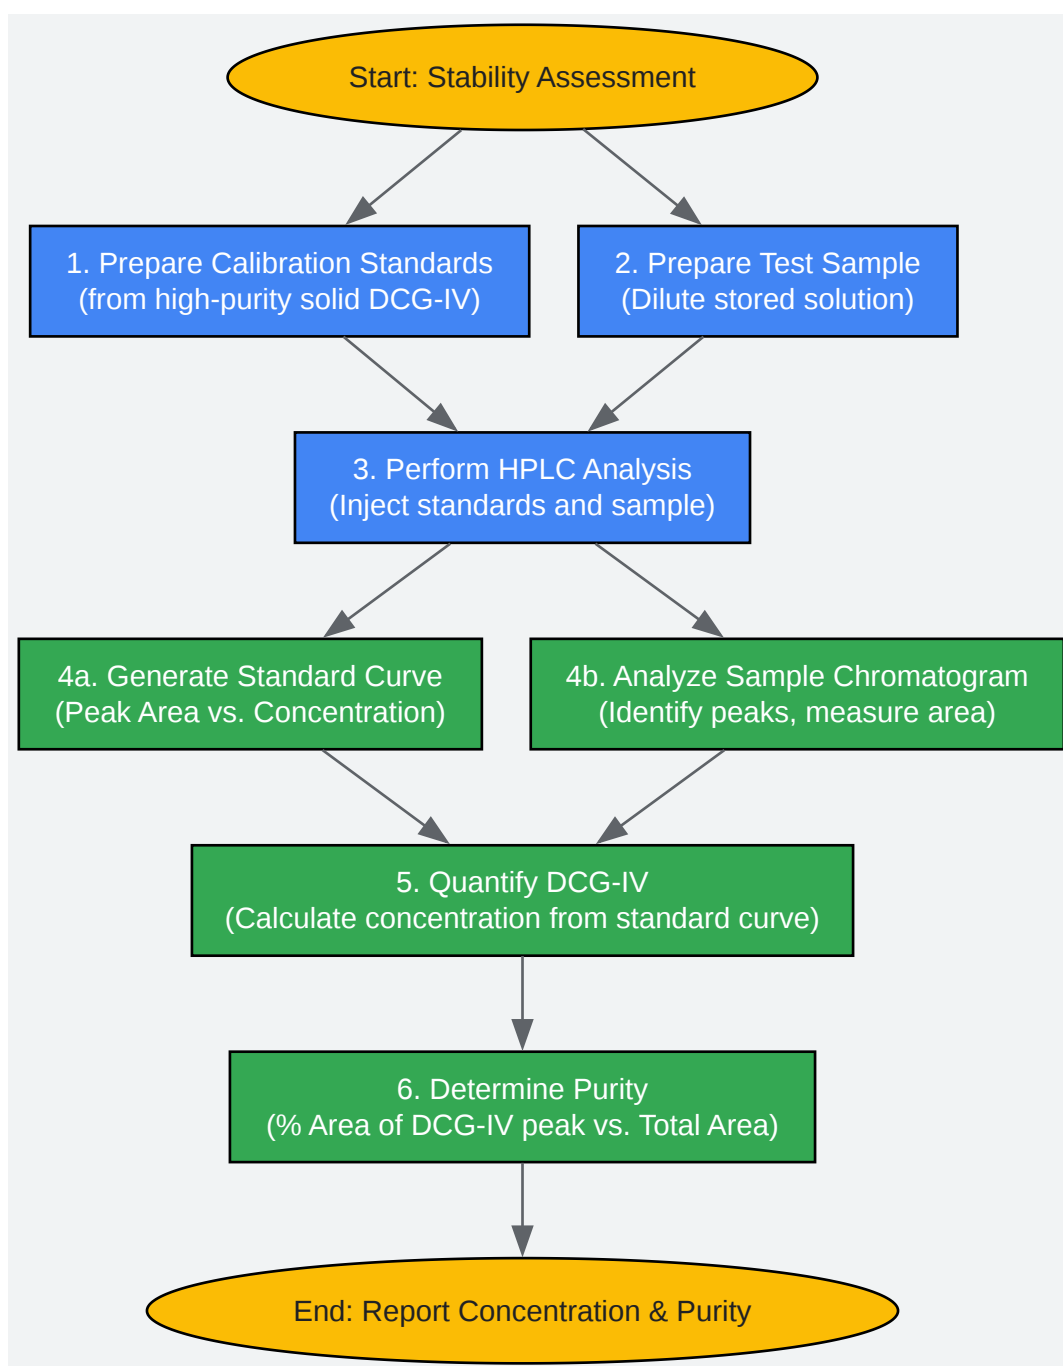 Start: Stability Assessment
1. Prepare Calibration Standards
(from high-purity solid DCG-IV)
2. Prepare Test Sample
(Dilute stored solution)
3. Perform HPLC Analysis
(Inject standards and sample)
4a. Generate Standard Curve
(Peak Area vs. Concentration)
4b. Analyze Sample Chromatogram
(Identify peaks, measure area)
5. Quantify DCG-IV
(Calculate concentration from standard curve)
6. Determine Purity
(% Area of DCG-IV peak vs. Total Area)
End: Report Concentration & Purity